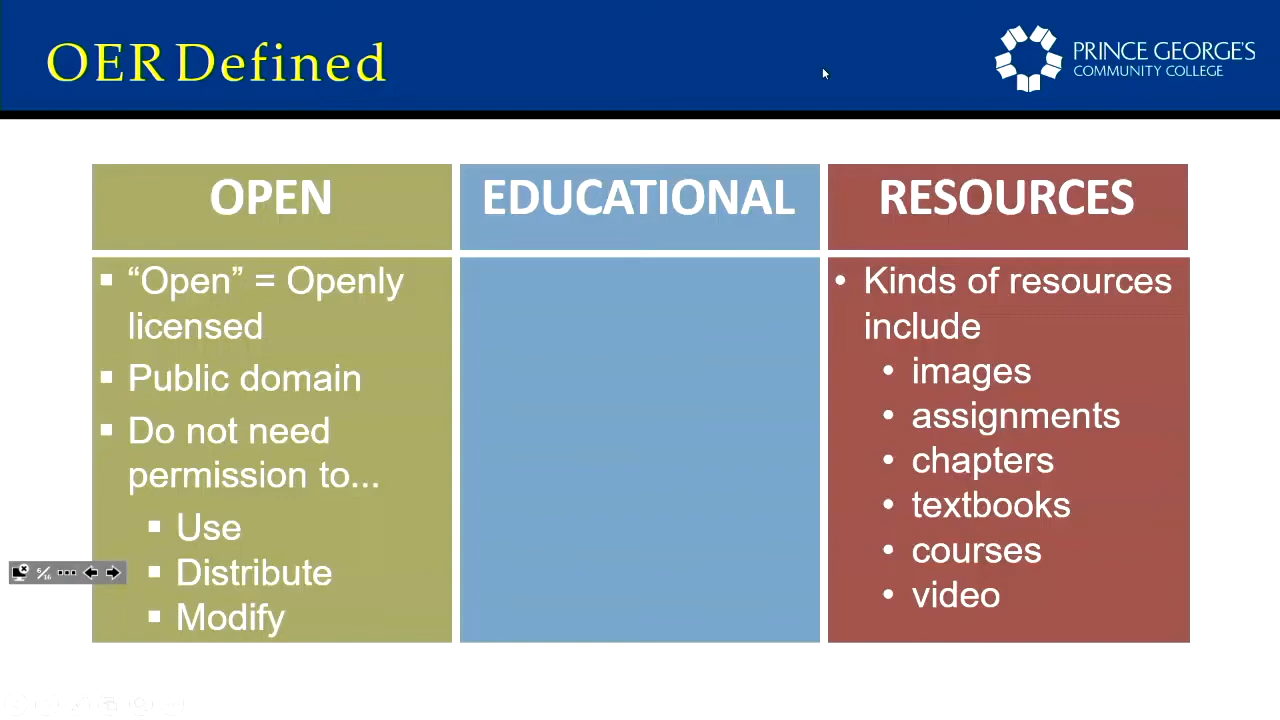 OER Defined
PRINCE GEORGE'S
COMMUNITY COLLEGE
OPEN
EDUCATIONAL
RESOURCES
▪ “Open” = Openly
licensed
▪ Public domain
▪ Do not need
permission to...
▪ Use
▪ Distribute
▪ Modify
• Kinds of resources
include
• images
• assignments
• chapters
• textbooks
• courses
• video